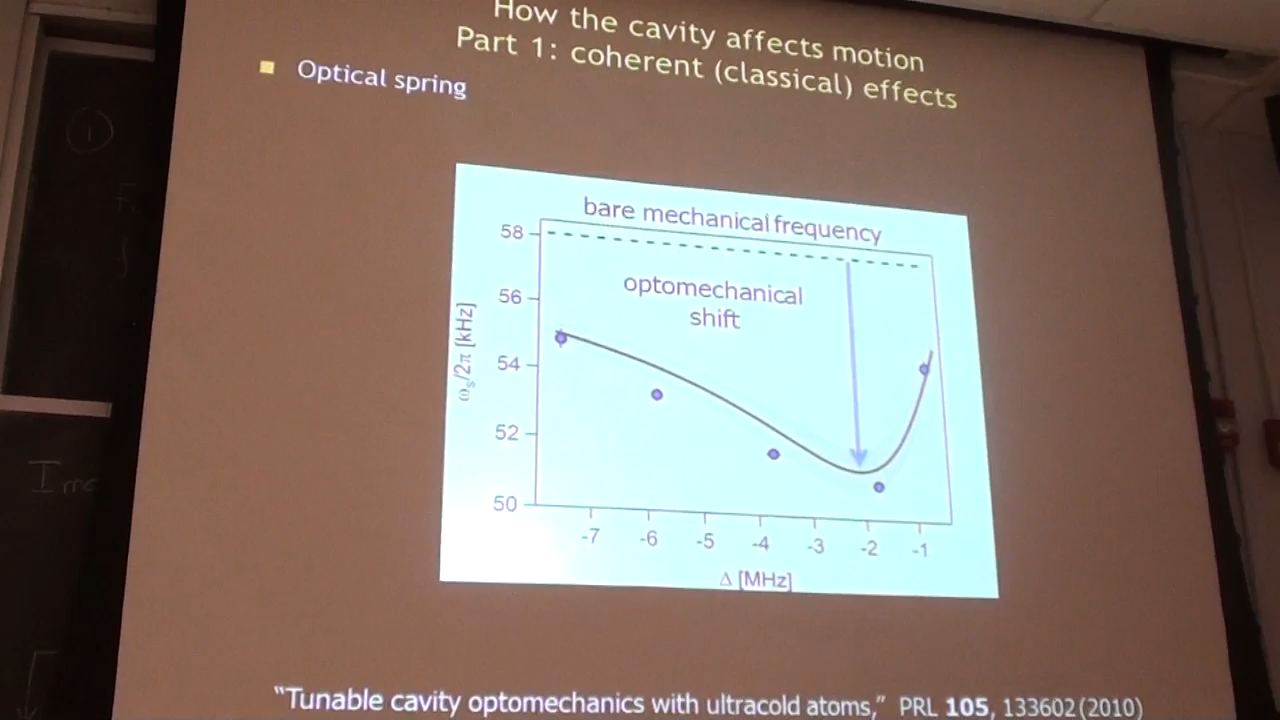 How the cavity affects motion
Part 1: coherent (classical) effects
Optical spring
bare mechanical frequency
optomechanical
shift
ωs/2π [kHz]
58
56
54
52
50
-7 -6 -5 -4 -3 -2 -1
Δ [MHz]
"Tunable cavity optomechanics with ultracold atoms," PRL 105, 133602 (2010)